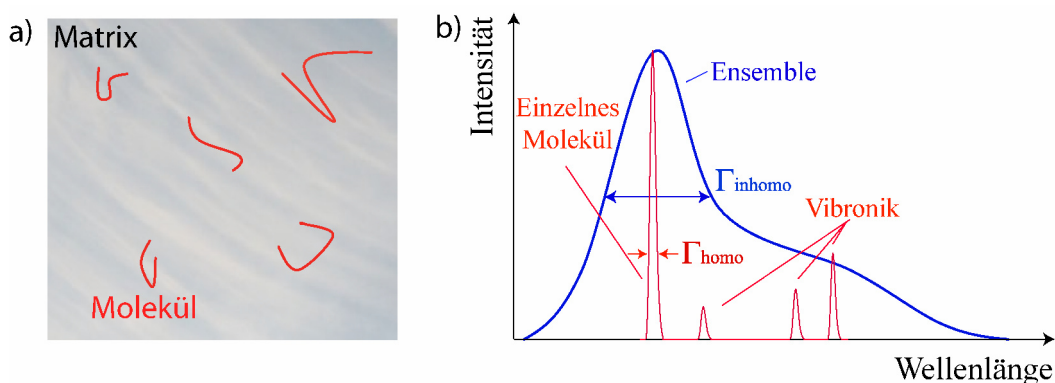 a)
Matrix
Molekül
b)
Intensität
Ensemble
Einzelnes
Molekül
Γinhomo
Vibronik
Γhomo
Wellenlänge